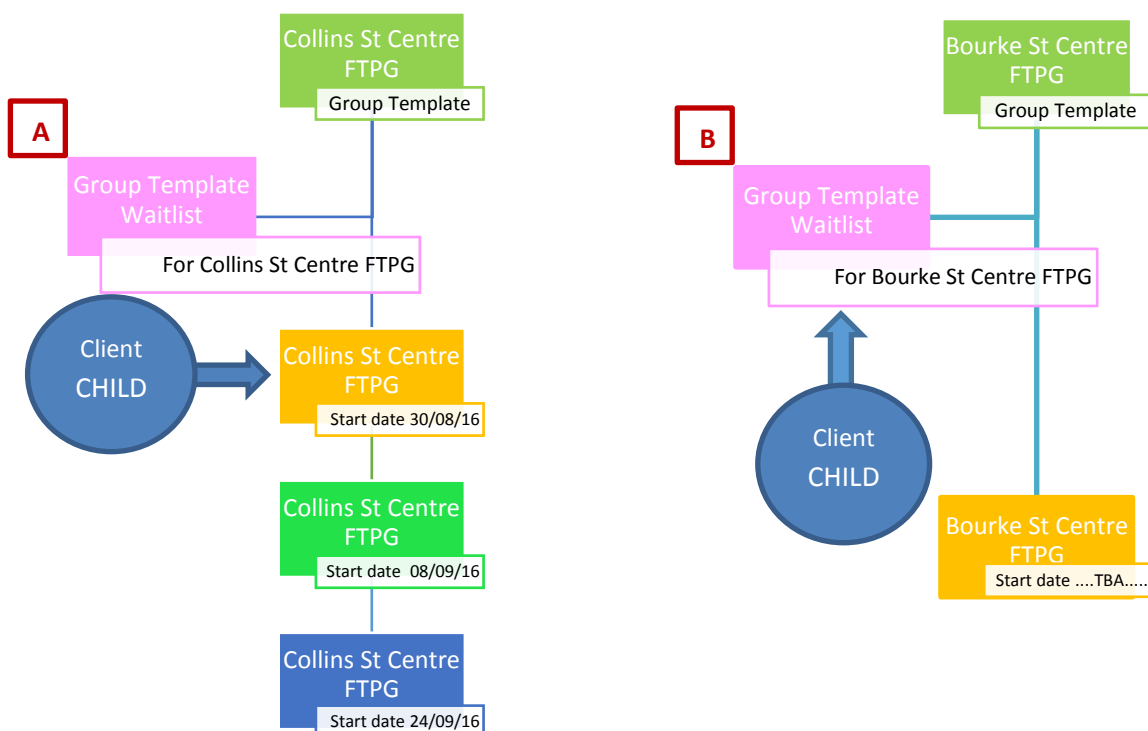 Collins St Centre
FTPG
Group Template
A
Group Template
Waitlist
For Collins St Centre FTPG
Client
CHILD
Collins St Centre
FTPG
Start date 30/08/16
Collins St Centre
FTPG
Start date  08/09/16
Collins St Centre
FTPG
Start date 24/09/16
Bourke St Centre
FTPG
Group Template
B
Group Template
Waitlist
For Bourke St Centre FTPG
Client
CHILD
Bourke St Centre
FTPG
Start date ....TBA.....